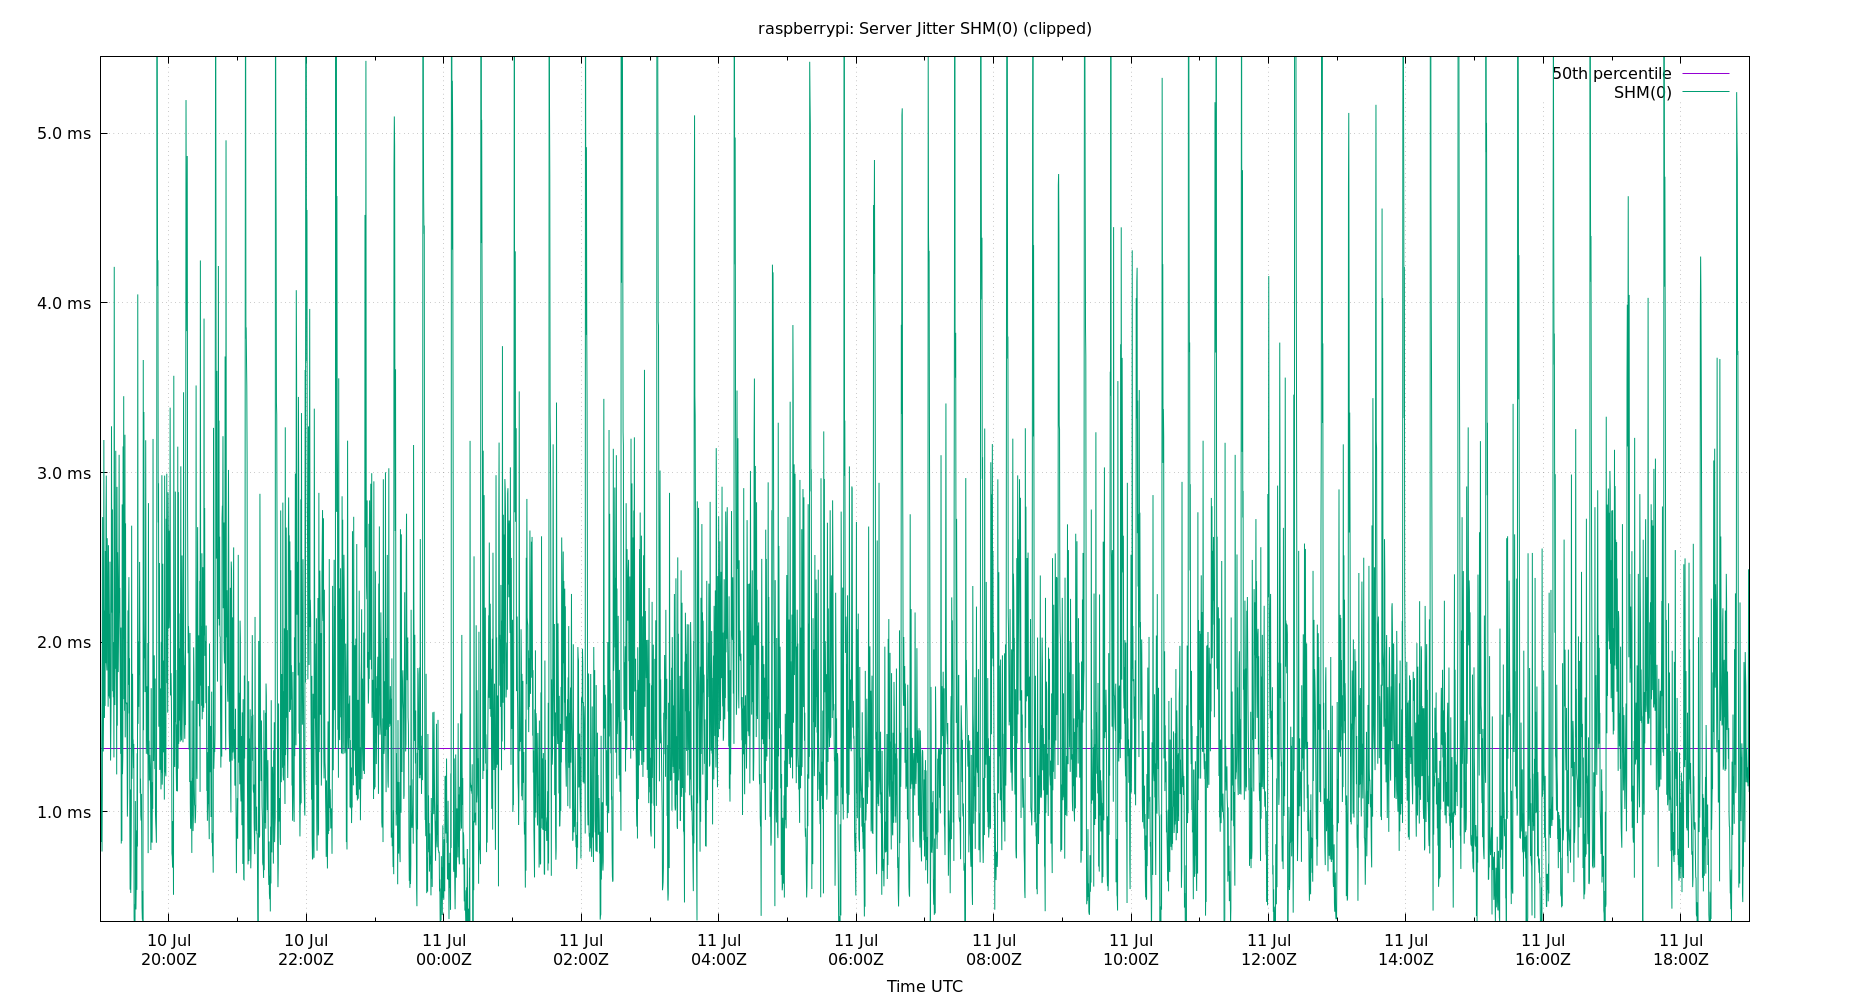 raspberrypi: Server Jitter SHM(0) (clipped)
50th percentile
SHM(0)
5.0 ms
4.0 ms
3.0 ms
2.0 ms
1.0 ms
10 Jul 10 Jul 11 Jul 11 Jul 11 Jul 11 Jul 11 Jul 11 Jul 11 Jul 11 Jul 11 Jul 11 Jul
20:00Z 22:00Z 00:00Z 02:00Z 04:00Z 06:00Z 08:00Z 10:00Z 12:00Z 14:00Z 16:00Z 18:00Z
Time UTC